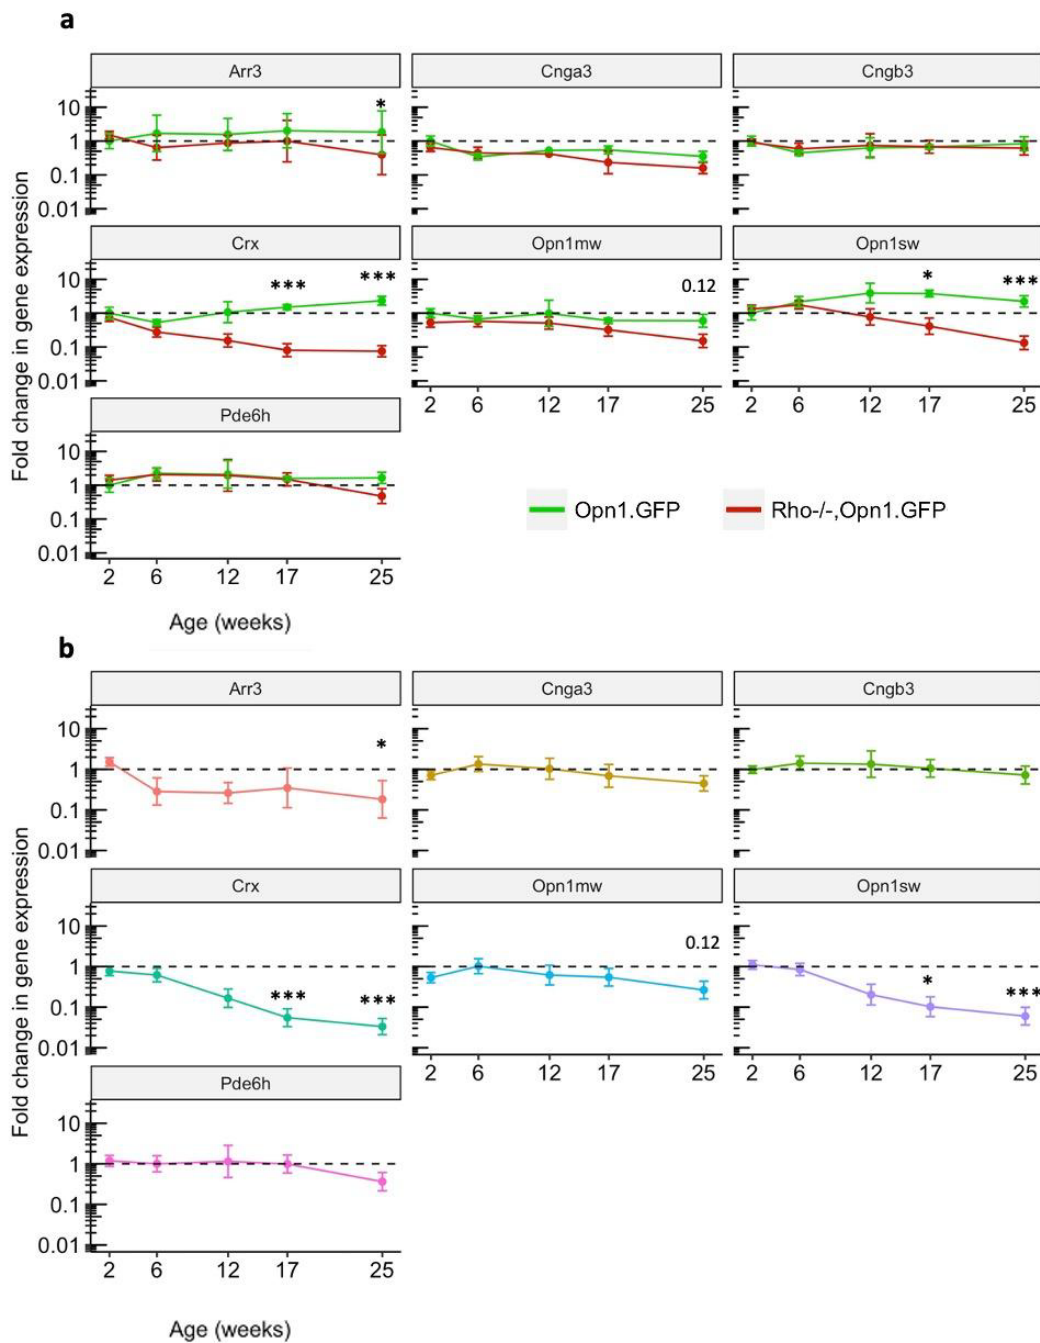 a
Arr3 Cnga3 Cngb3
*
10
1
0.1
0.01
Crx Opn1mw Opn1sw
*** *** 0.12 * ***
10
1
0.1
0.01
2 6 12 17 25 2 6 12 17 25
Pde6h
10
1
0.1
0.01
2 6 12 17 25
Fold change in gene expression
Opn1.GFP Rho-/-,Opn1.GFP
Age (weeks)
b
Arr3 Cnga3 Cngb3
*
10
1
0.1
0.01
Crx Opn1mw Opn1sw
*** *** 0.12 * ***
10
1
0.1
0.01
2 6 12 17 25 2 6 12 17 25
Pde6h
10
1
0.1
0.01
2 6 12 17 25
Fold change in gene expression
Age (weeks)